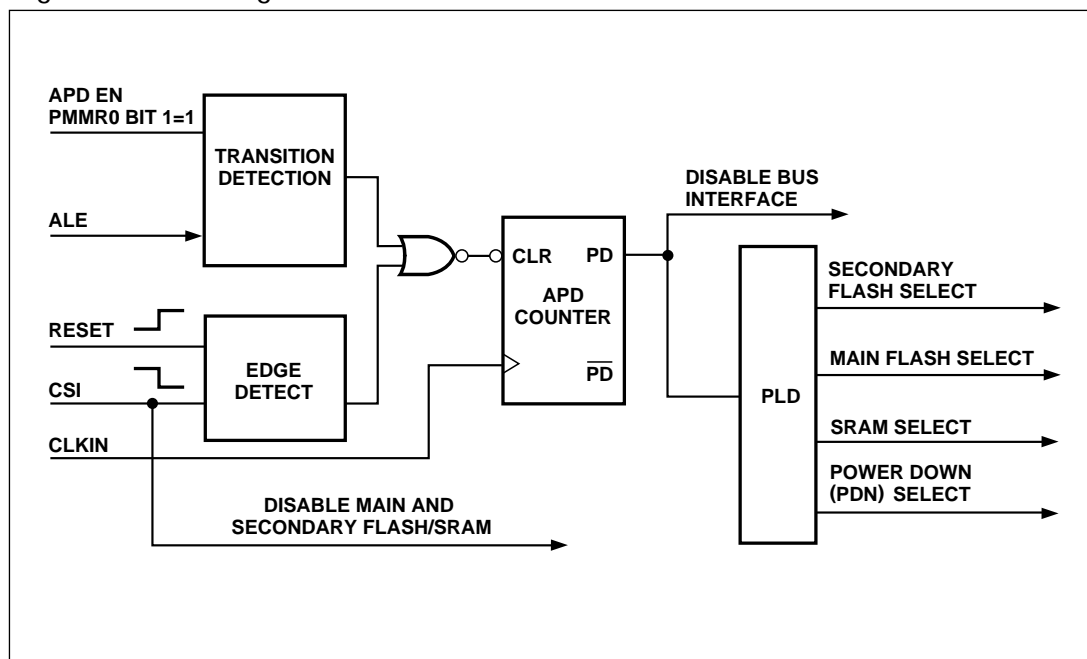 APD EN
PMMR0 BIT 1=1
TRANSITION
DETECTION
ALE
RESET
CSI
EDGE
DETECT
CLKIN
CLR
PD
APD
COUNTER
PD
DISABLE BUS
INTERFACE
PLD
SECONDARY
FLASH SELECT
MAIN FLASH SELECT
SRAM SELECT
POWER DOWN
(PDN) SELECT
DISABLE MAIN AND
SECONDARY FLASH/SRAM